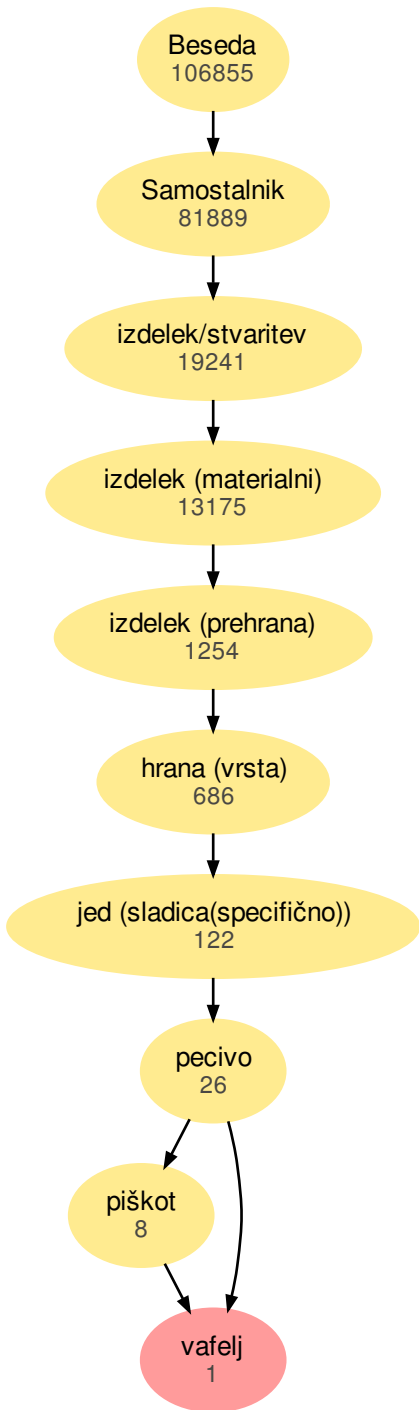 Beseda
106855
Samostalnik
81889
izdelek/stvaritev
19241
izdelek (materialni)
13175
izdelek (prehrana)
1254
hrana (vrsta)
686
jed (sladica(specifično))
122
pecivo
26
piškot
8
vafelj
1